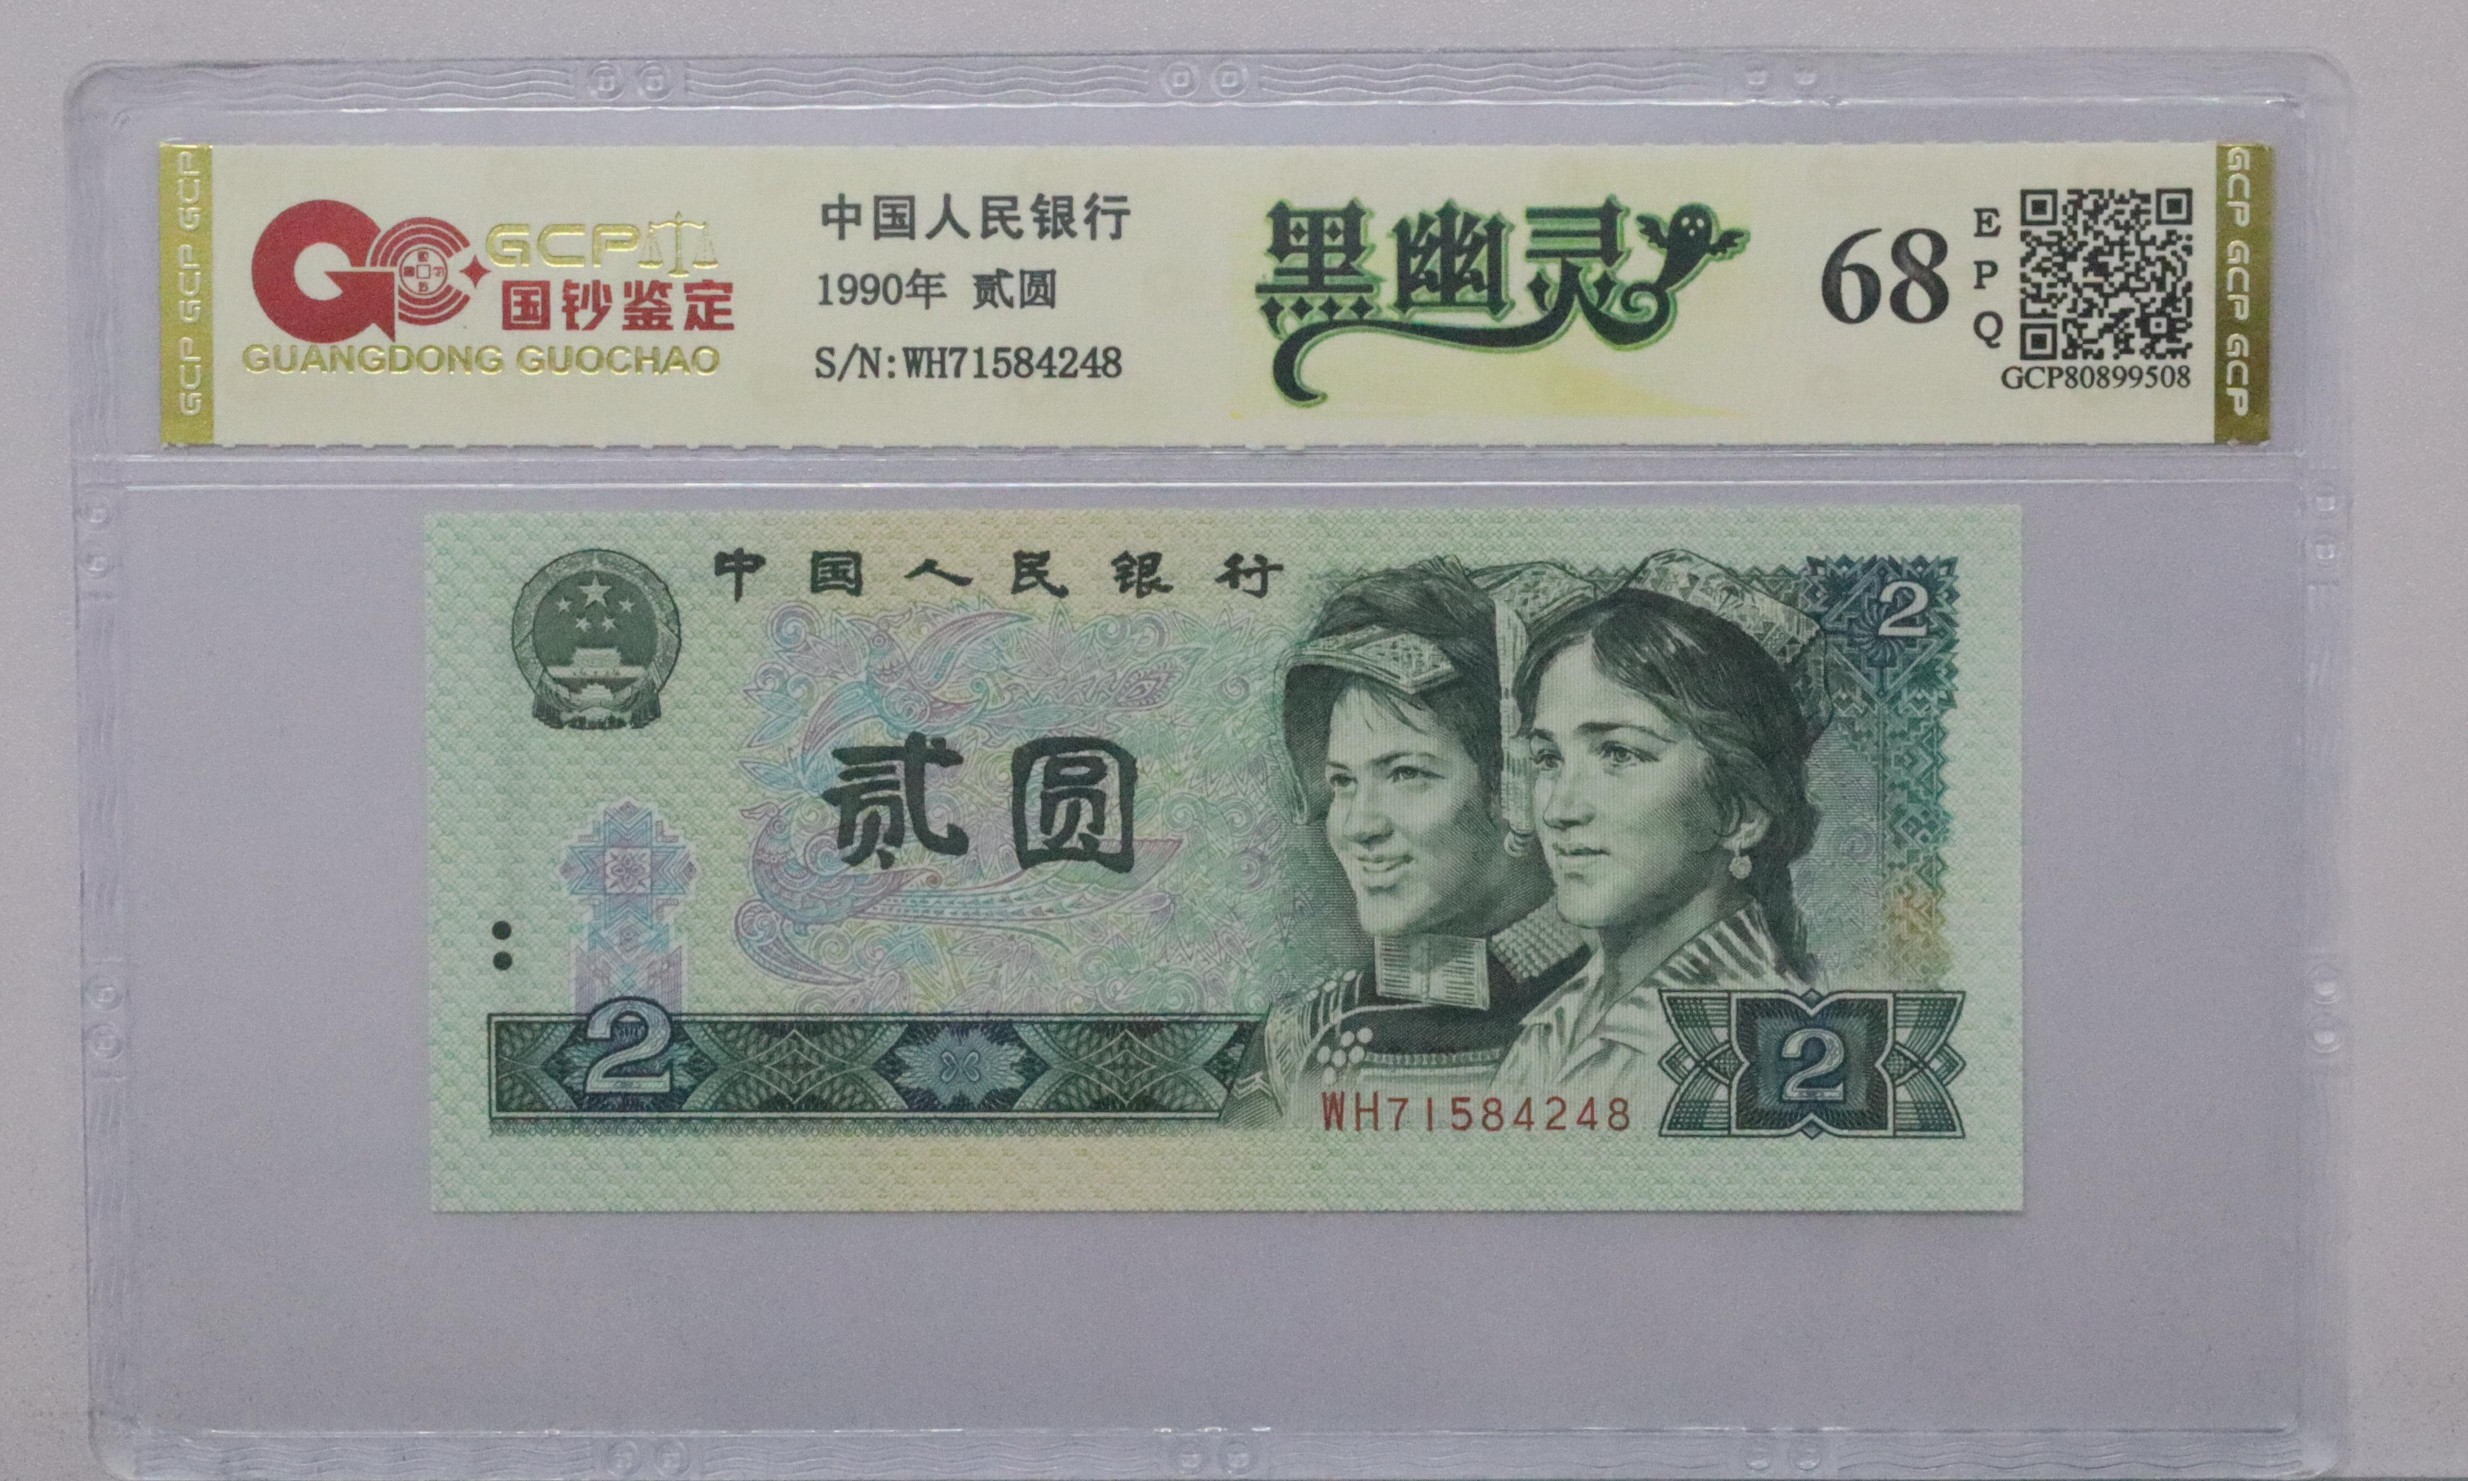 GCP GCP GCP
GCP
国钞鉴定
GUANGDONG GUOCHAO
中国人民银行
1990年 贰圆
S/N:WH71584248
黑幽灵
68
E
P
Q
GCP80899508
GCP GCP GCP GCP
中国人民银行
2
贰圆
2
2
WH71584248